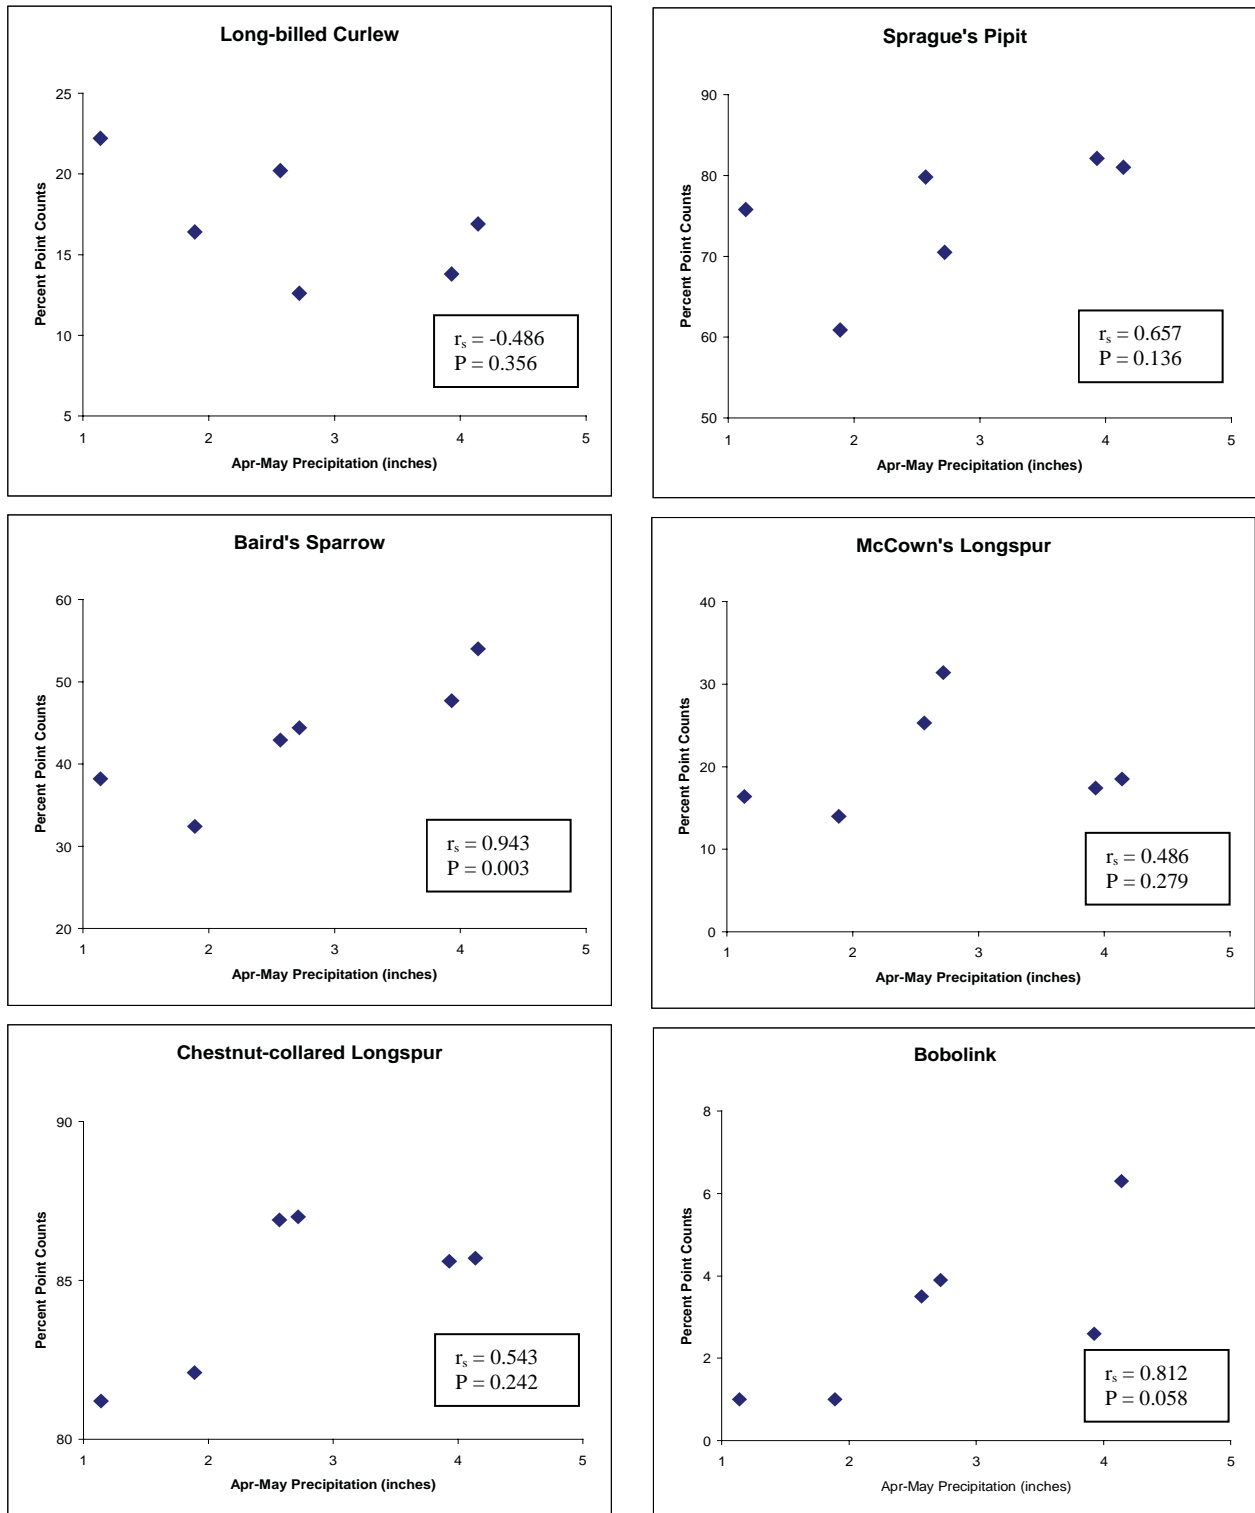 Long-billed Curlew
Percent Point Counts
25
20
15
10
5
1 2 3 4 5
Apr-May Precipitation (inches)
rs = -0.486
P = 0.356
Sprague's Pipit
Percent Point Counts
90
80
70
60
50
1 2 3 4 5
Apr-May Precipitation (inches)
rs = 0.657
P = 0.136
Baird's Sparrow
Percent Point Counts
60
50
40
30
20
1 2 3 4 5
Apr-May Precipitation (inches)
rs = 0.943
P = 0.003
McCown's Longspur
Percent Point Counts
40
30
20
10
0
1 2 3 4 5
Apr-May Precipitation (inches)
rs = 0.486
P = 0.279
Chestnut-collared Longspur
Percent Point Counts
90
85
80
1 2 3 4 5
Apr-May Precipitation (inches)
rs = 0.543
P = 0.242
Bobolink
Percent Point Counts
8
6
4
2
0
1 2 3 4 5
Apr-May Precipitation (inches)
rs = 0.812
P = 0.058